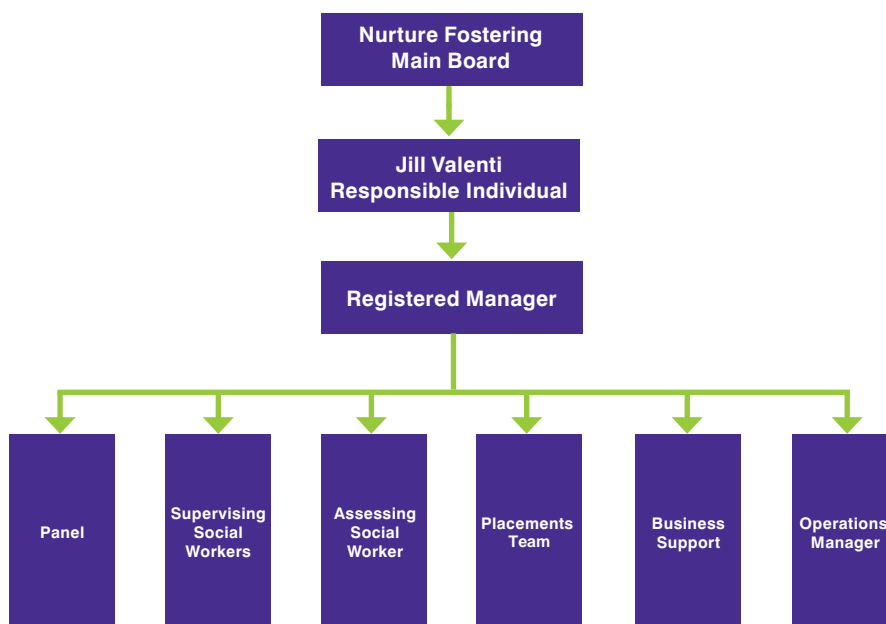 Nurture Fostering
Main Board
Jill Valenti
Responsible Individual
Registered Manager
Panel
Supervising
Social
Workers
Assessing
Social
Worker
Placements
Team
Business
Support
Operations
Manager